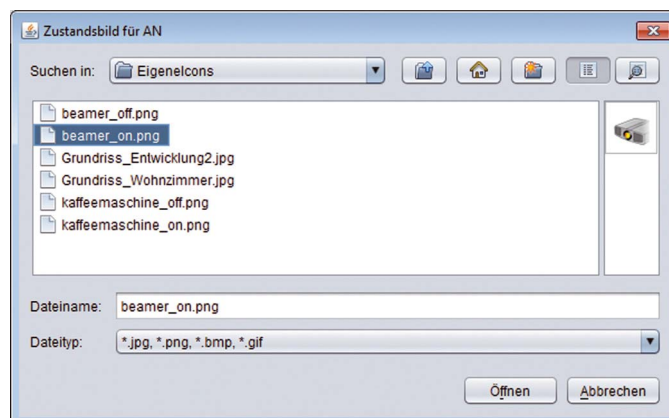 Zustandsbild für AN
Suchen in: EigeneIcons
beamer_off.png
beamer_on.png
Grundriss_Entwicklung2.jpg
Grundriss_Wohnzimmer.jpg
kaffeemaschine_off.png
kaffeemaschine_on.png
Dateiname: beamer_on.png
Dateityp: *.jpg, *.png, *.bmp, *.gif
Öffnen Abbrechen